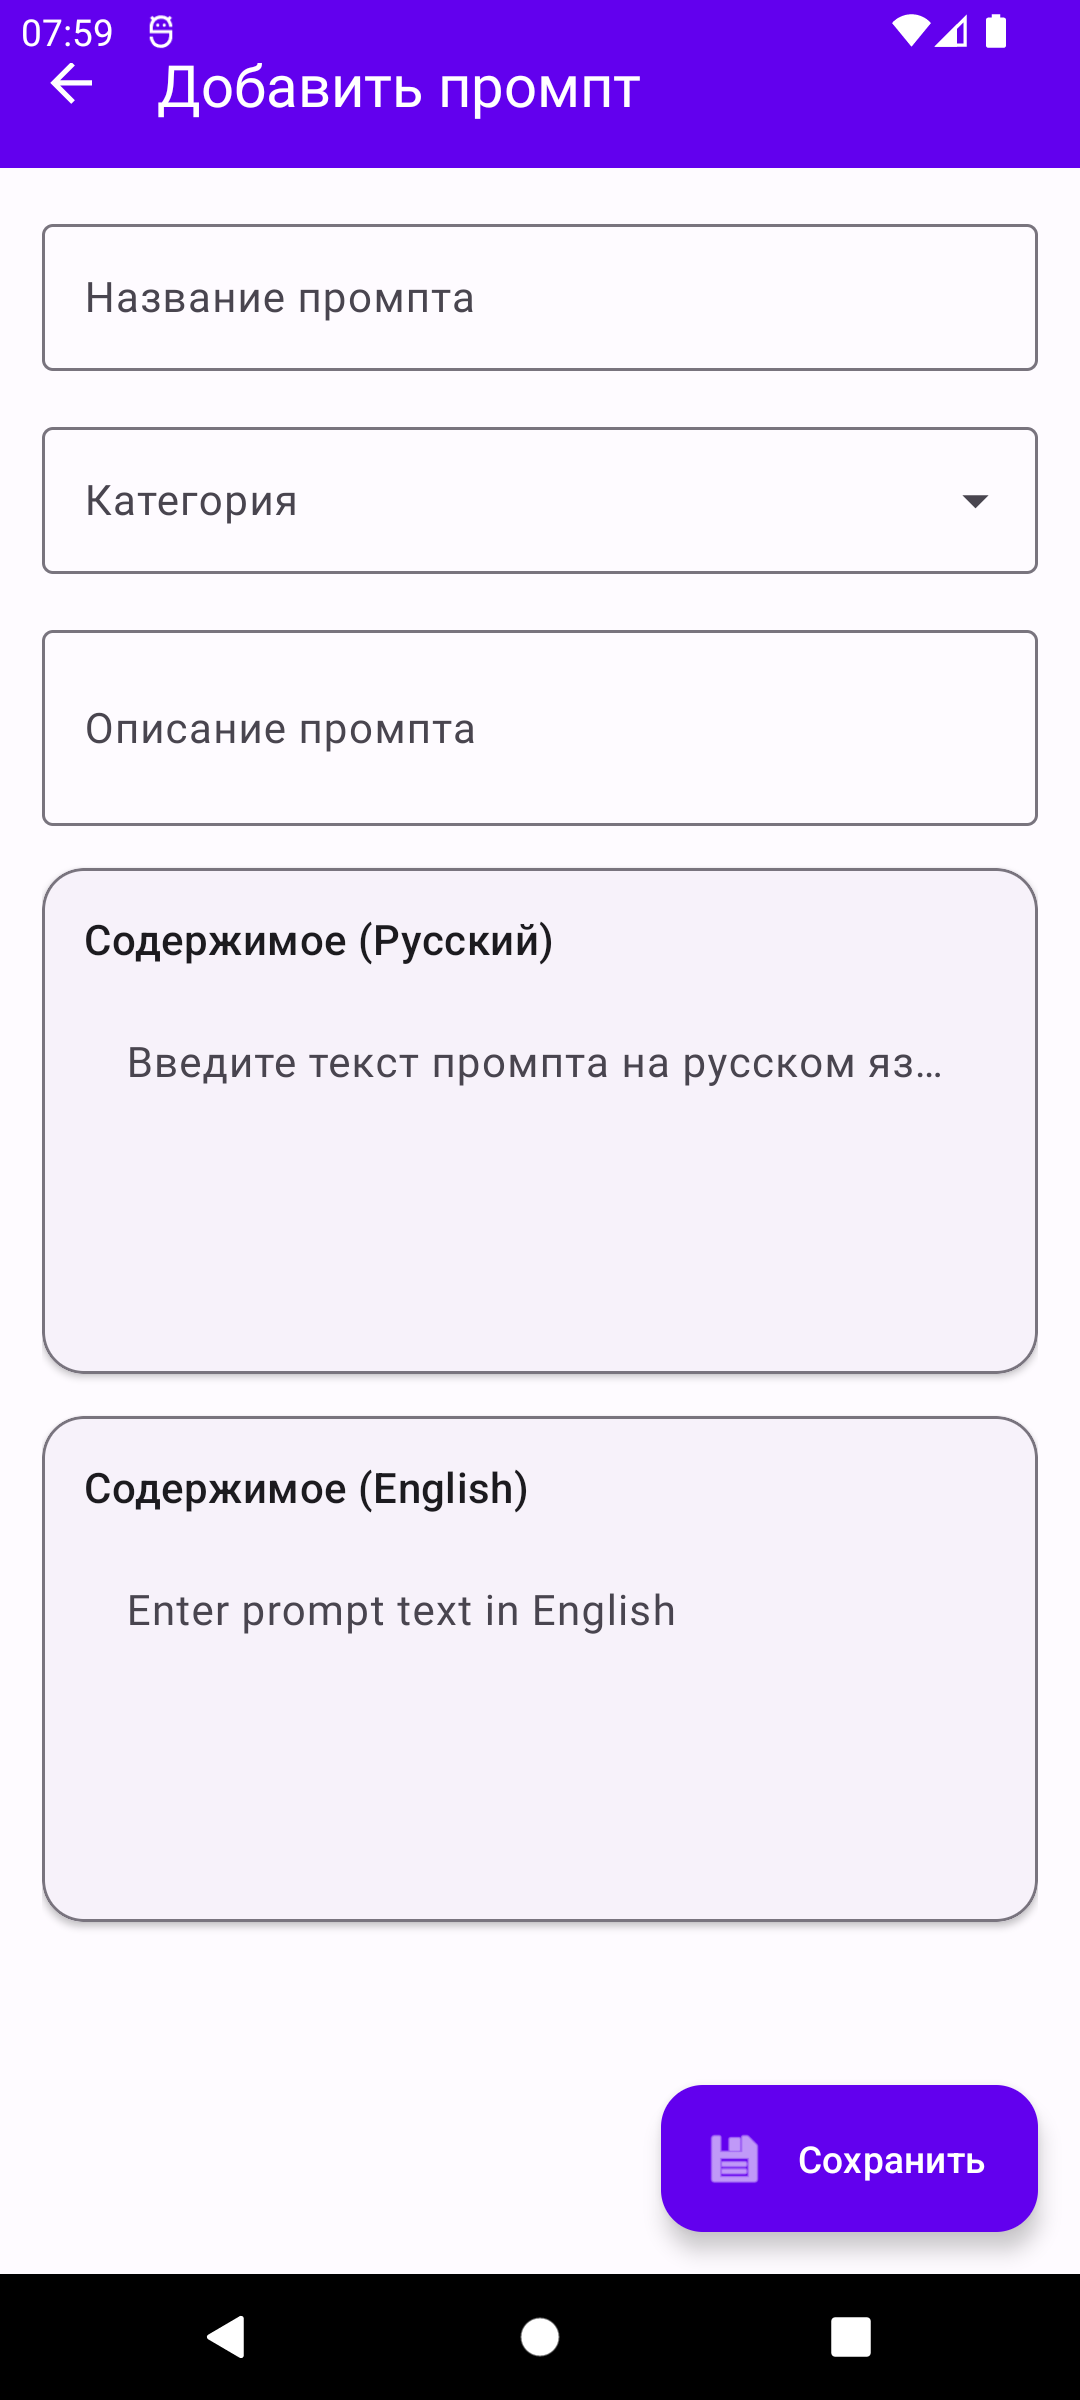 07:59
Добавить промпт
Название промпта
Категория
Описание промпта
Содержимое (Русский)
Введите текст промпта на русском яз...
Содержимое (English)
Enter prompt text in English
Сохранить